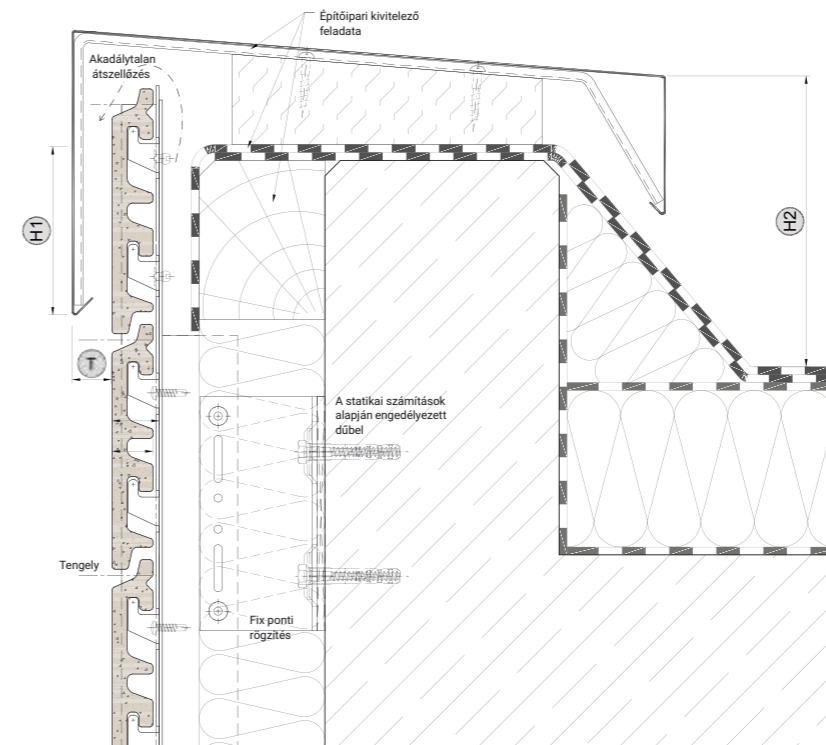 Építőipari kivitelező
feladata
Akadálytalan
átszellőzés
H1
H2
T
A statikai számítások
alapján engedélyezett
dűbel
Tengely
Fix ponti
rögzítés